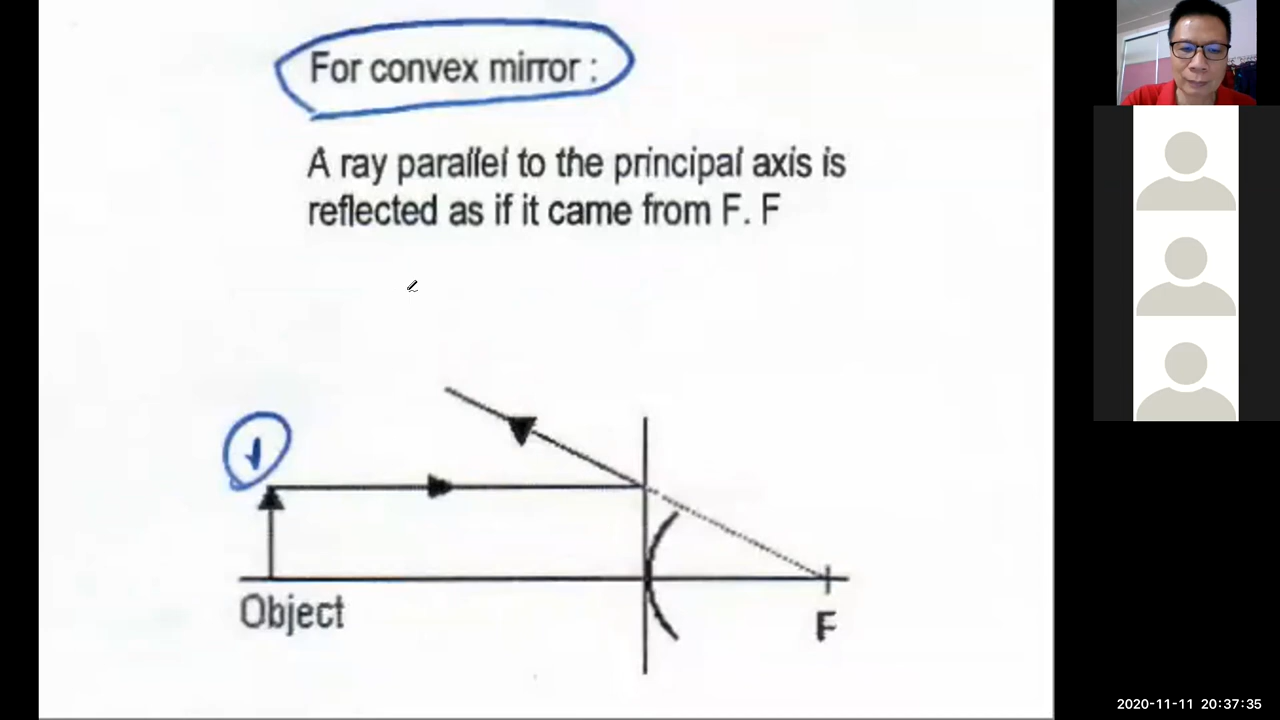 For convex mirror :
A ray parallel to the principal axis is
reflected as if it came from F. F
1
Object
F
2020-11-11 20:37:35